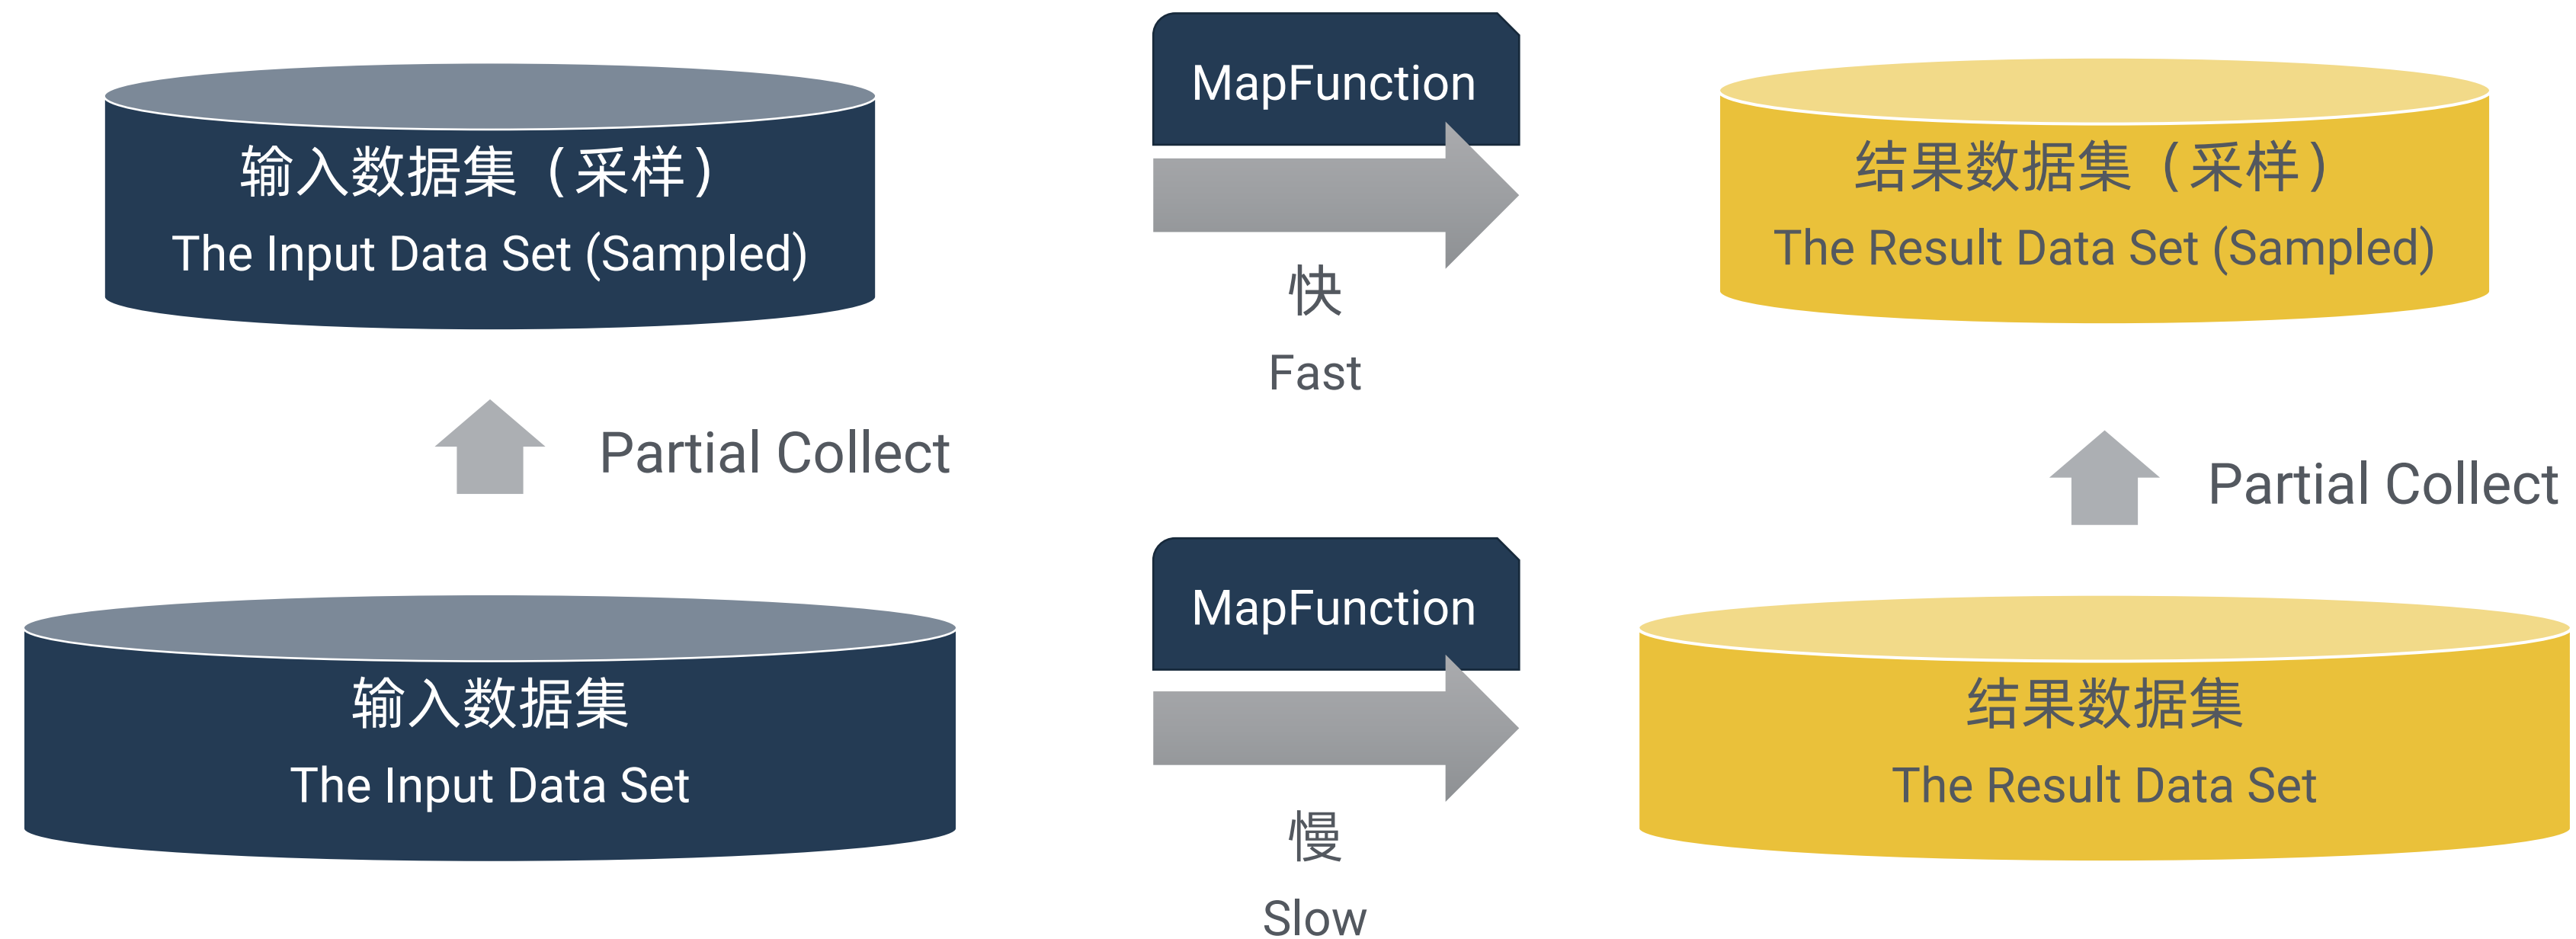 MapFunction
输入数据集（采样）
The Input Data Set (Sampled)
结果数据集（采样）
The Result Data Set (Sampled)
快
Fast
Partial Collect
Partial Collect
MapFunction
输入数据集
The Input Data Set
结果数据集
The Result Data Set
慢
Slow